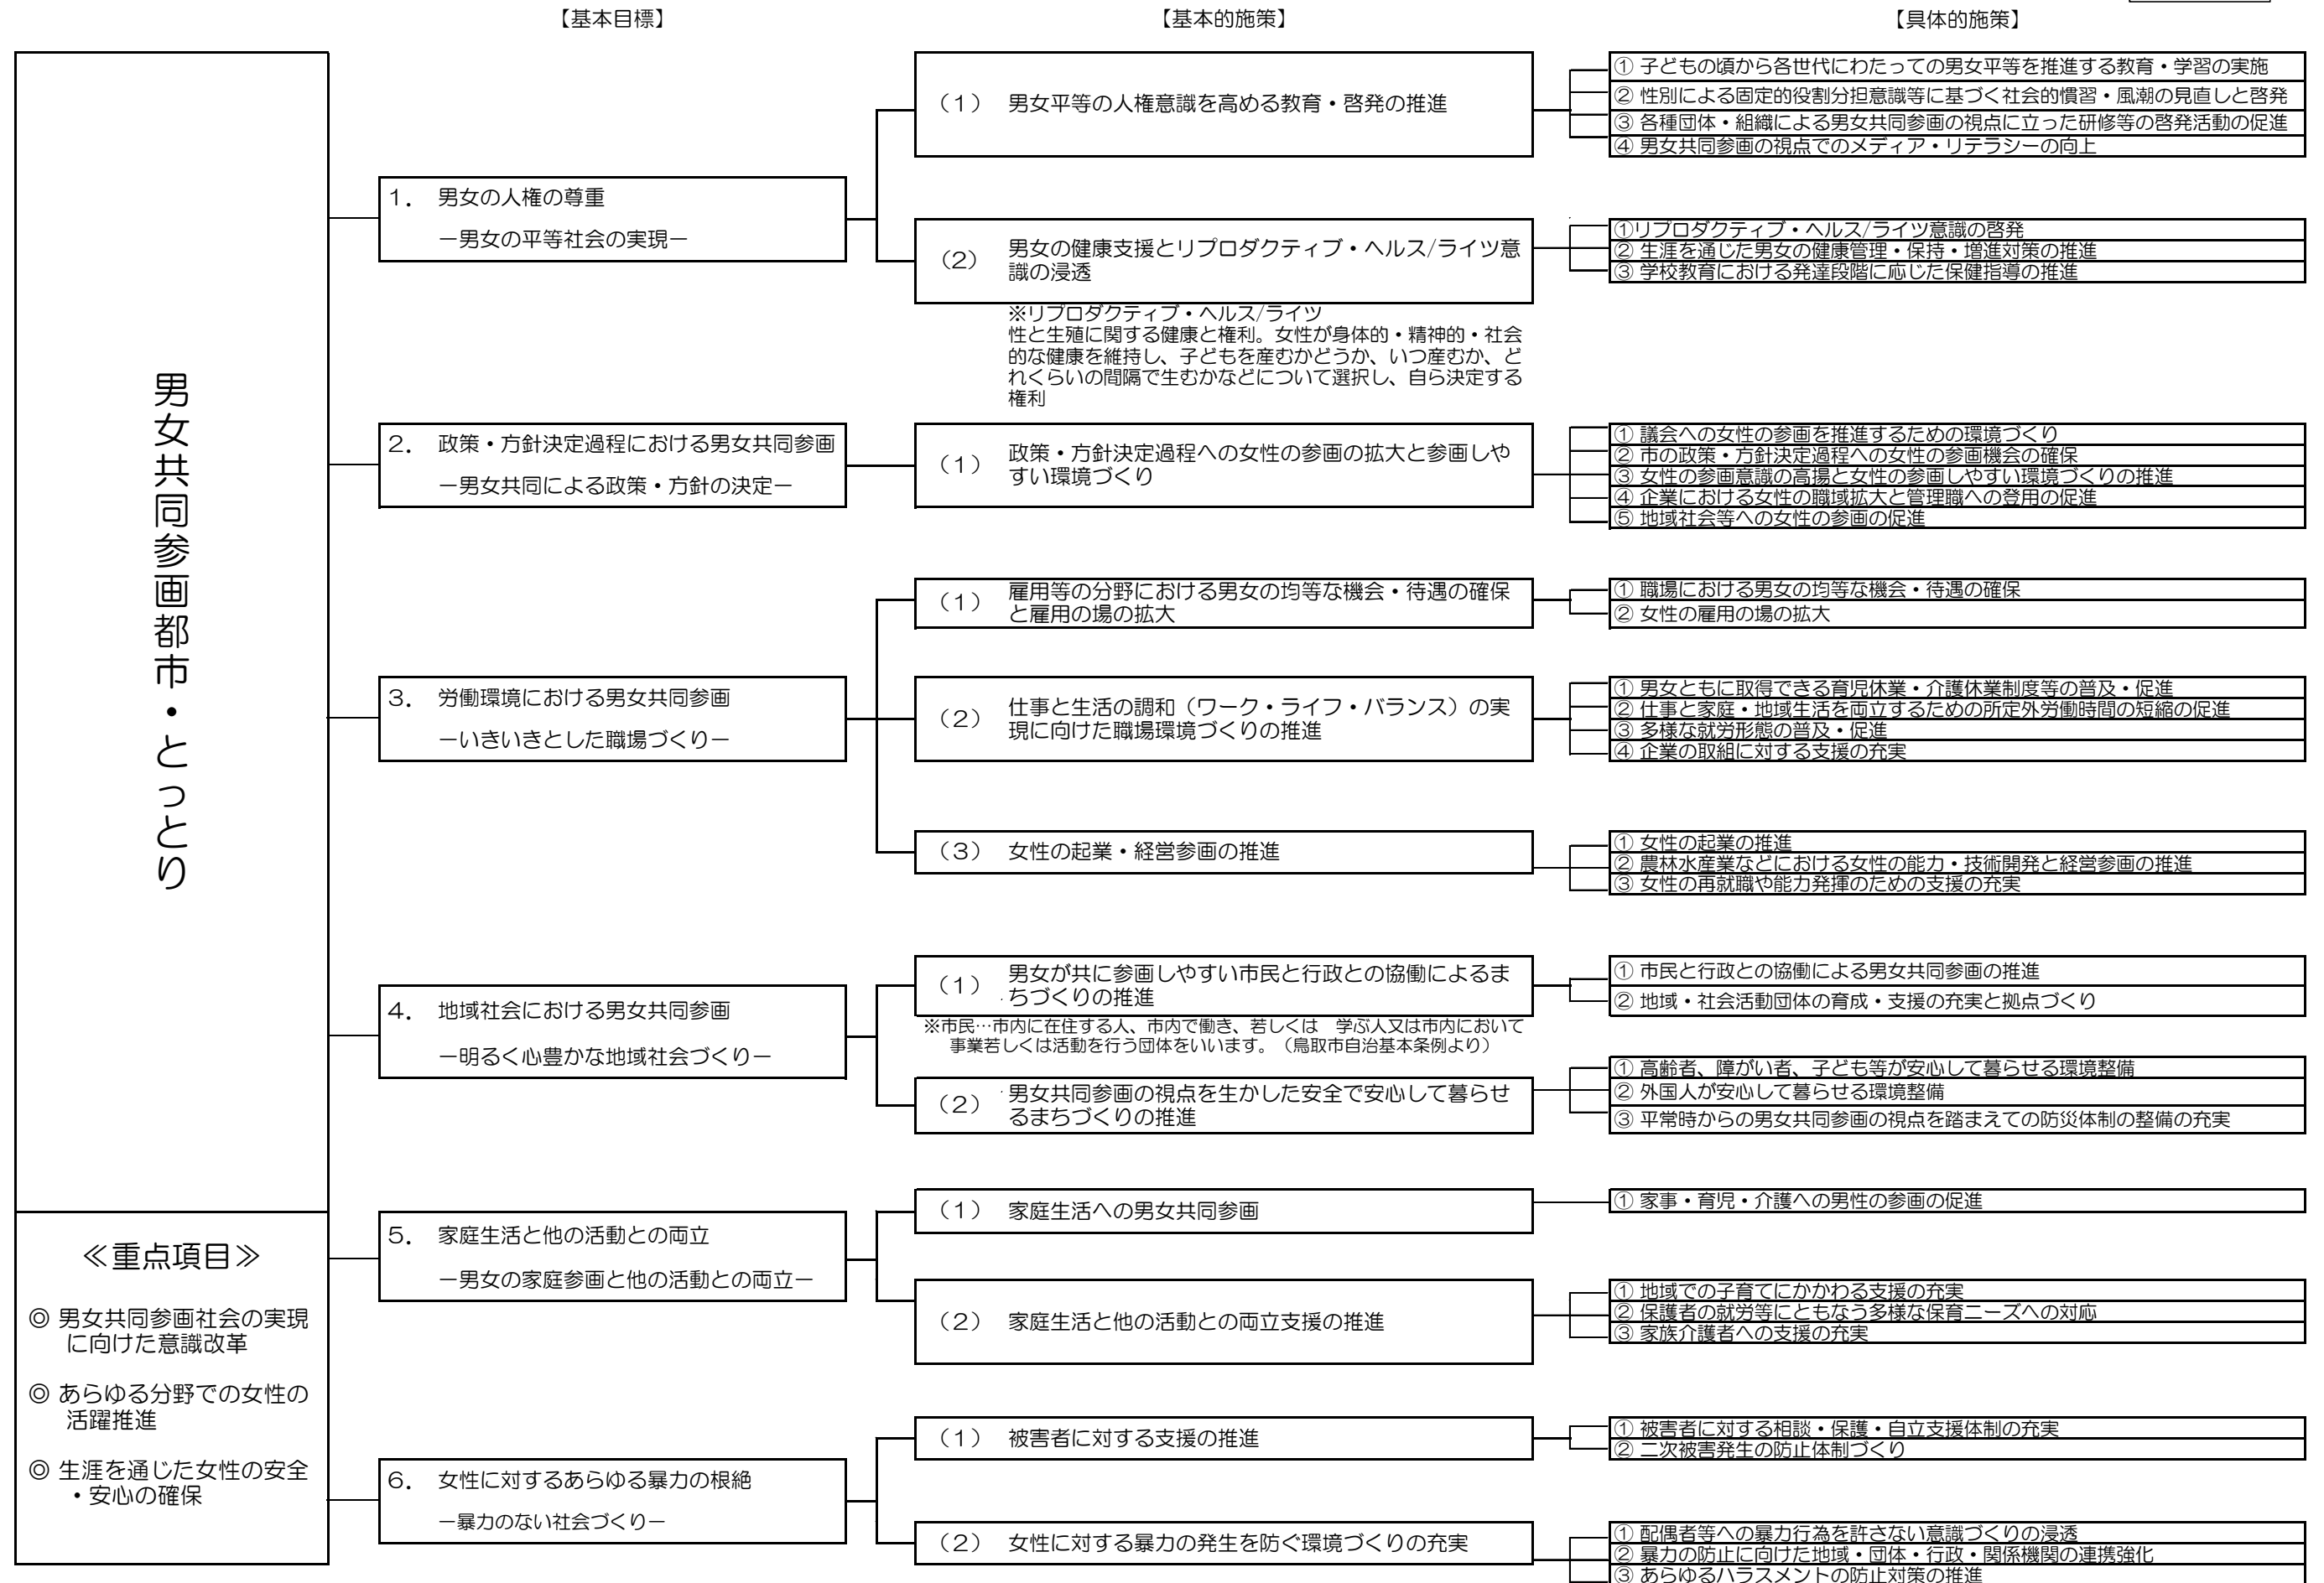 【基本目標】
【基本的施策】
【具体的施策】
男女共同参画都市・とっとり
≪重点項目≫
◎ 男女共同参画社会の実現
に向けた意識改革
◎ あらゆる分野での女性の
活躍推進
◎ 生涯を通じた女性の安全
・安心の確保
1. 男女の人権の尊重
ー男女の平等社会の実現ー
（1） 男女平等の人権意識を高める教育・啓発の推進
① 子どもの頃から各世代にわたっての男女平等を推進する教育・学習の実施
② 性別による固定的役割分担意識等に基づく社会的慣習・風潮の見直しと啓発
③ 各種団体・組織による男女共同参画の視点に立った研修等の啓発活動の促進
④ 男女共同参画の視点でのメディア・リテラシーの向上
（2） 男女の健康支援とリプロダクティブ・ヘルス/ライツ意
識の浸透
①リプロダクティブ・ヘルス/ライツ意識の啓発
② 生涯を通じた男女の健康管理・保持・増進対策の推進
③ 学校教育における発達段階に応じた保健指導の推進
※リプロダクティブ・ヘルス/ライツ
性と生殖に関する健康と権利。女性が身体的・精神的・社会
的な健康を維持し、子どもを産むかどうか、いつ産むか、ど
れくらいの間隔で生むかなどについて選択し、自ら決定する
権利
2. 政策・方針決定過程における男女共同参画
ー男女共同による政策・方針の決定ー
（1） 政策・方針決定過程への女性の参画の拡大と参画しや
すい環境づくり
① 議会への女性の参画を推進するための環境づくり
② 市の政策・方針決定過程への女性の参画機会の確保
③ 女性の参画意識の高揚と女性の参画しやすい環境づくりの推進
④ 企業における女性の職域拡大と管理職への登用の促進
⑤ 地域社会等への女性の参画の促進
3. 労働環境における男女共同参画
ーいきいきとした職場づくりー
（1） 雇用等の分野における男女の均等な機会・待遇の確保
と雇用の場の拡大
① 職場における男女の均等な機会・待遇の確保
② 女性の雇用の場の拡大
（2） 仕事と生活の調和（ワーク・ライフ・バランス）の実
現に向けた職場環境づくりの推進
① 男女ともに取得できる育児休業・介護休業制度等の普及・促進
② 仕事と家庭・地域生活を両立するための所定外労働時間の短縮の促進
③ 多様な就労形態の普及・促進
④ 企業の取組に対する支援の充実
（3） 女性の起業・経営参画の推進
① 女性の起業の推進
② 農林水産業などにおける女性の能力・技術開発と経営参画の推進
③ 女性の再就職や能力発揮のための支援の充実
4. 地域社会における男女共同参画
ー明るく心豊かな地域社会づくりー
（1） 男女が共に参画しやすい市民と行政との協働によるま
ちづくりの推進
① 市民と行政との協働による男女共同参画の推進
② 地域・社会活動団体の育成・支援の充実と拠点づくり
※市民…市内に在住する人、市内で働き、若しくは 学ぶ人又は市内において
事業若しくは活動を行う団体をいいます。（鳥取市自治基本条例より）
（2） 男女共同参画の視点を生かした安全で安心して暮らせ
るまちづくりの推進
① 高齢者、障がい者、子ども等が安心して暮らせる環境整備
② 外国人が安心して暮らせる環境整備
③ 平常時からの男女共同参画の視点を踏まえての防災体制の整備の充実
5. 家庭生活と他の活動との両立
ー男女の家庭参画と他の活動との両立ー
（1） 家庭生活への男女共同参画
① 家事・育児・介護への男性の参画の促進
（2） 家庭生活と他の活動との両立支援の推進
① 地域での子育てにかかわる支援の充実
② 保護者の就労等にともなう多様な保育ニーズへの対応
③ 家族介護者への支援の充実
6. 女性に対するあらゆる暴力の根絶
ー暴力のない社会づくりー
（1） 被害者に対する支援の推進
① 被害者に対する相談・保護・自立支援体制の充実
② 二次被害発生の防止体制づくり
（2） 女性に対する暴力の発生を防ぐ環境づくりの充実
① 配偶者等への暴力行為を許さない意識づくりの浸透
② 暴力の防止に向けた地域・団体・行政・関係機関の連携強化
③ あらゆるハラスメントの防止対策の推進